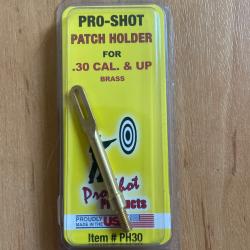 PRO-SHOT
PATCH HOLDER
FOR
.30 CAL. & UP
BRASS
Pro-Shot
Products
PROUDLY
MADE IN THE
USA
Item # PH30